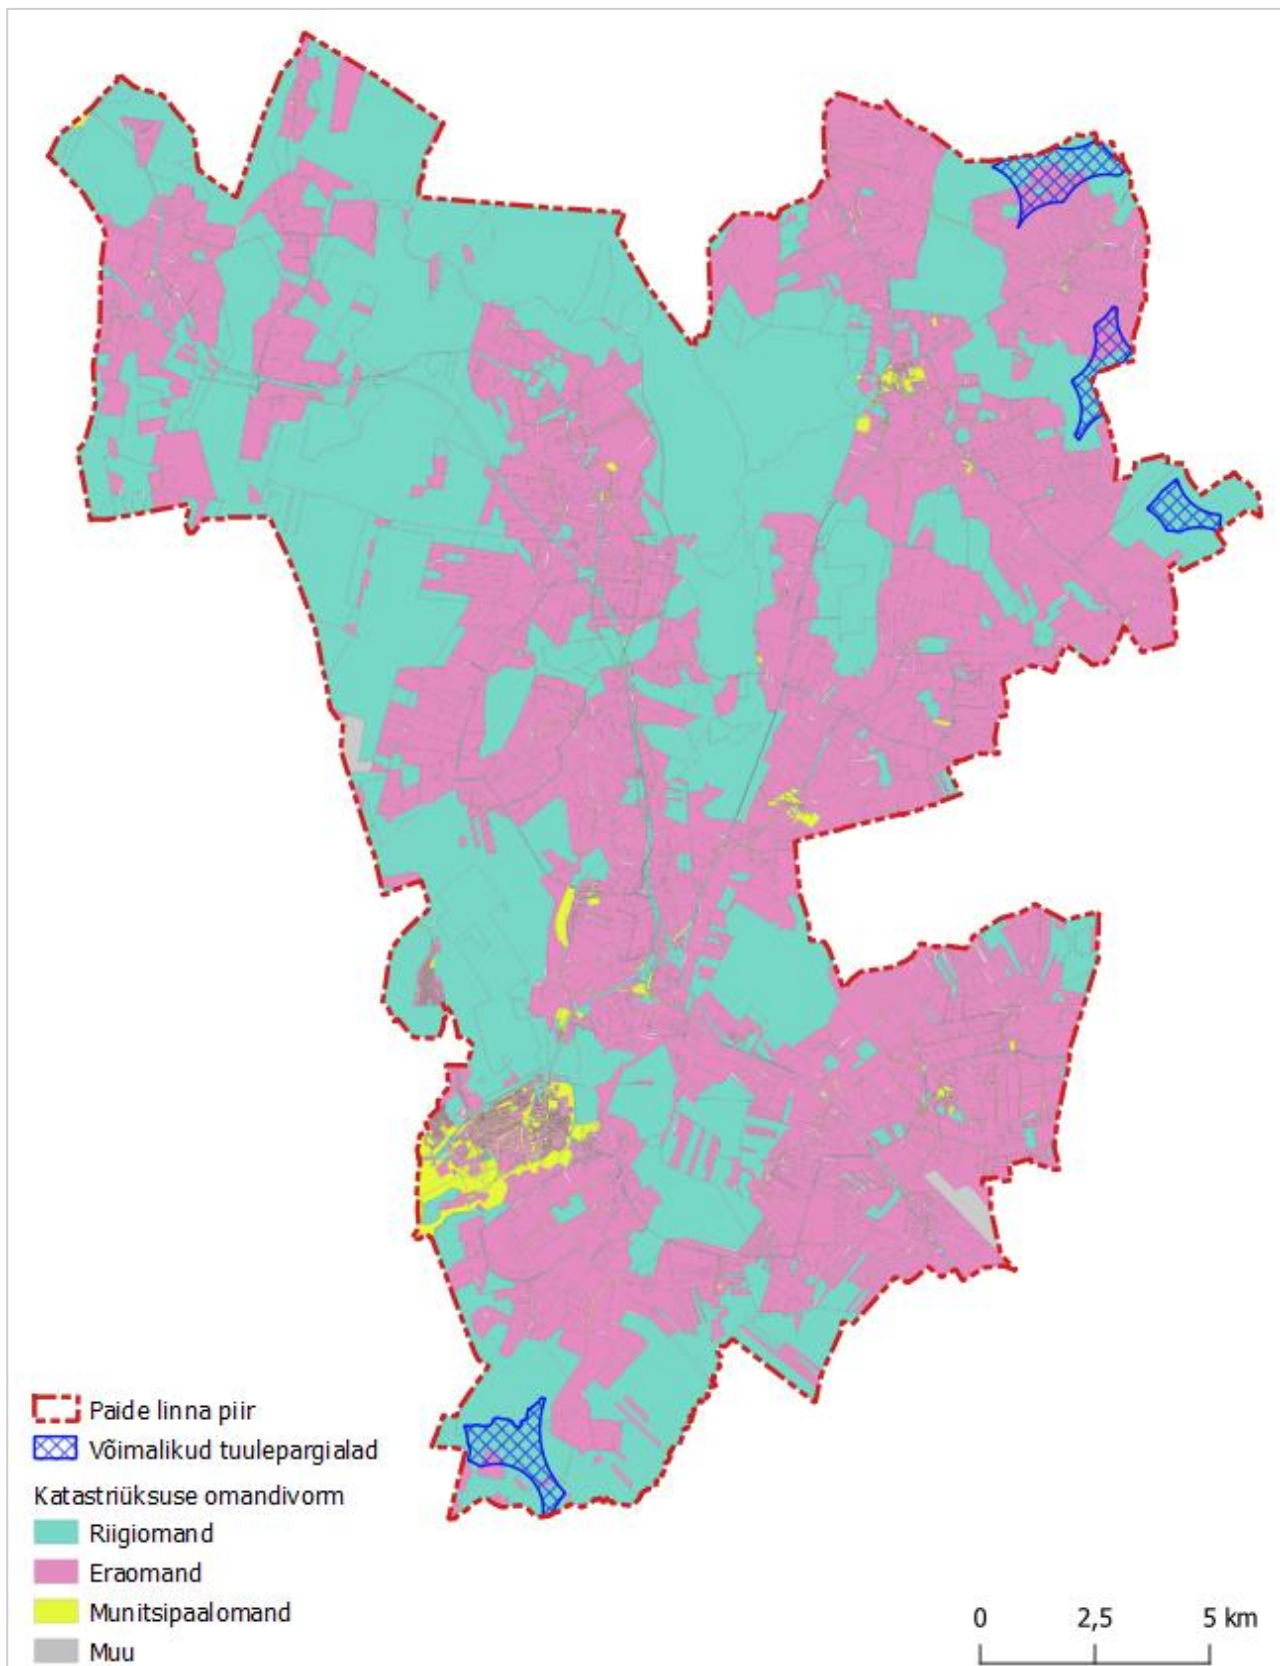 Paide linna piir
Võimalikud tuulepargialad
Katastriüksuse omandivorm
Riigiomand
Eraomand
Munitsipaalomand
Muu
0 2,5 5 km